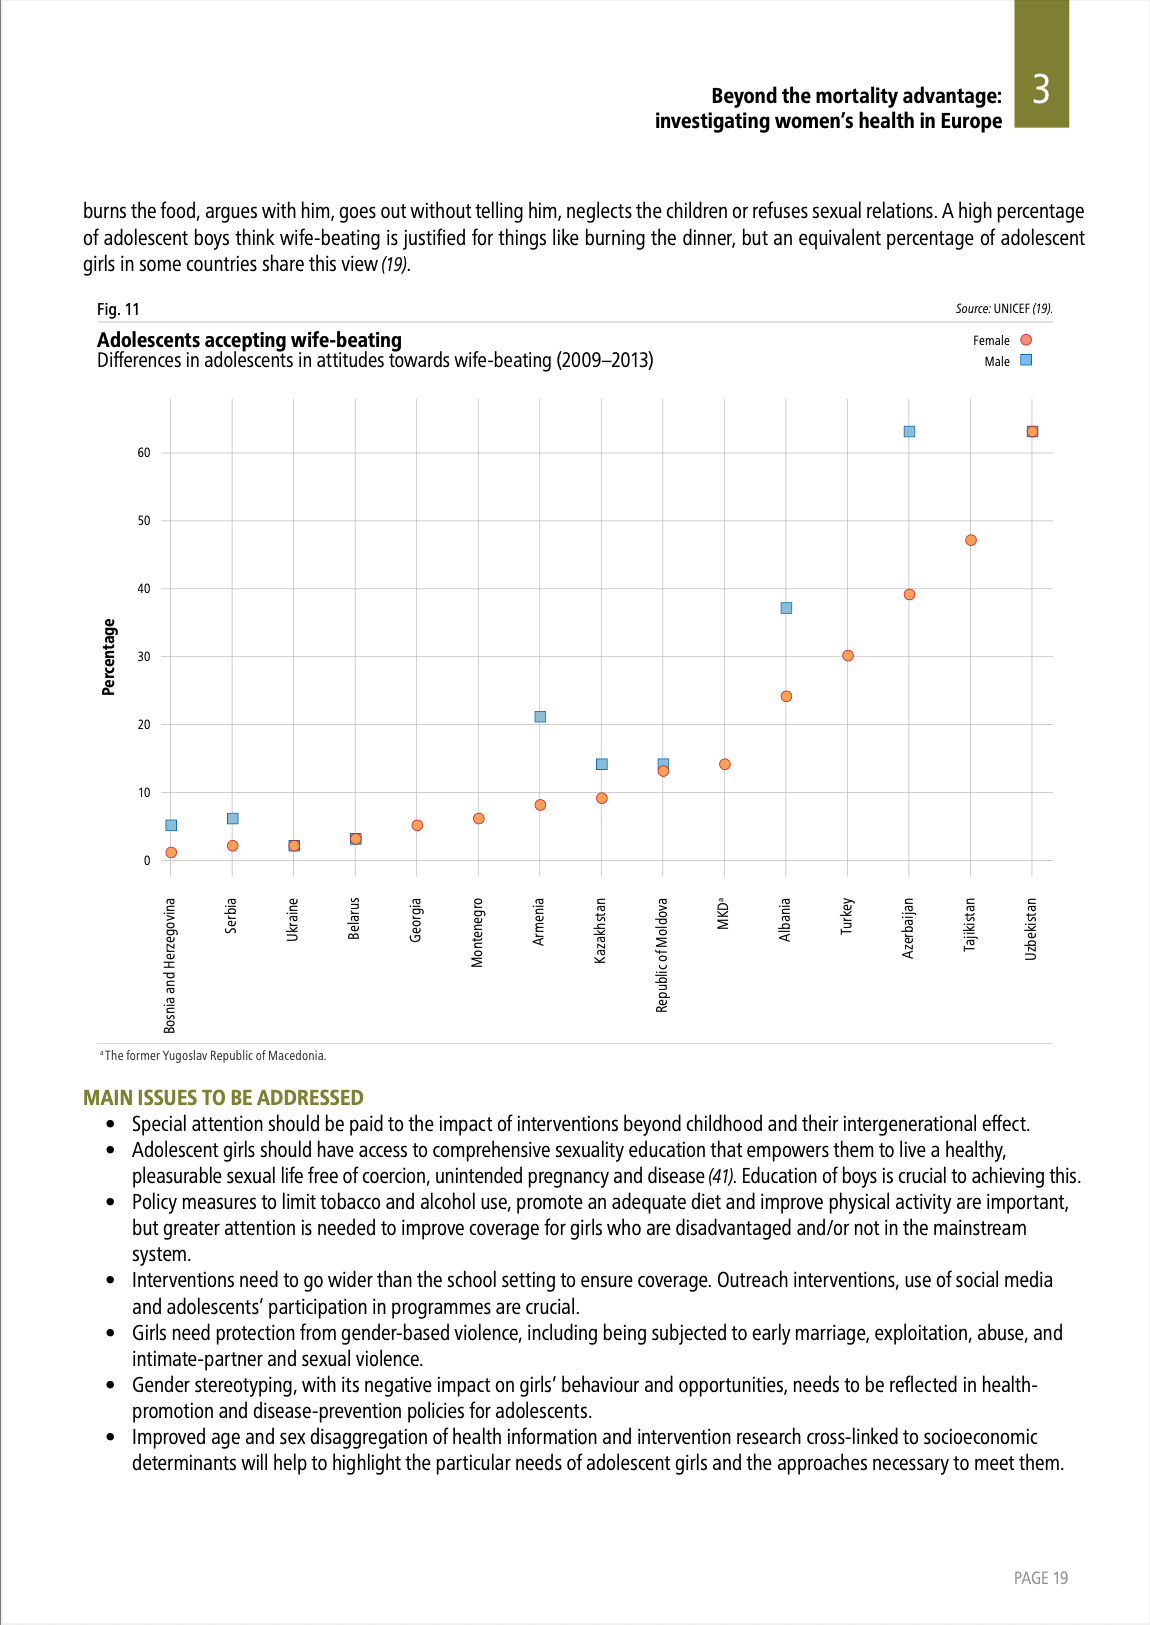 Beyond the mortality advantage:
investigating women's health in Europe
3
burns the food, argues with him, goes out without telling him, neglects the children or refuses sexual relations. A high percentage
of adolescent boys think wife-beating is justified for things like burning the dinner, but an equivalent percentage of adolescent
girls in some countries share this view (19).
Fig. 11
Source: UNICEF (19).
Adolescents accepting wife-beating
Differences in adolescents in attitudes towards wife-beating (2009–2013)
Female
Male
Percentage
60
50
40
30
20
10
0
Bosnia and Herzegovina
Serbia
Ukraine
Belarus
Georgia
Montenegro
Armenia
Kazakhstan
Republic of Moldova
MKDᵃ
Albania
Turkey
Azerbaijan
Tajikistan
Uzbekistan
ᵃ The former Yugoslav Republic of Macedonia.
MAIN ISSUES TO BE ADDRESSED
• Special attention should be paid to the impact of interventions beyond childhood and their intergenerational effect.
• Adolescent girls should have access to comprehensive sexuality education that empowers them to live a healthy,
pleasurable sexual life free of coercion, unintended pregnancy and disease (41). Education of boys is crucial to achieving this.
• Policy measures to limit tobacco and alcohol use, promote an adequate diet and improve physical activity are important,
but greater attention is needed to improve coverage for girls who are disadvantaged and/or not in the mainstream
system.
• Interventions need to go wider than the school setting to ensure coverage. Outreach interventions, use of social media
and adolescents' participation in programmes are crucial.
• Girls need protection from gender-based violence, including being subjected to early marriage, exploitation, abuse, and
intimate-partner and sexual violence.
• Gender stereotyping, with its negative impact on girls' behaviour and opportunities, needs to be reflected in health-
promotion and disease-prevention policies for adolescents.
• Improved age and sex disaggregation of health information and intervention research cross-linked to socioeconomic
determinants will help to highlight the particular needs of adolescent girls and the approaches necessary to meet them.
PAGE 19